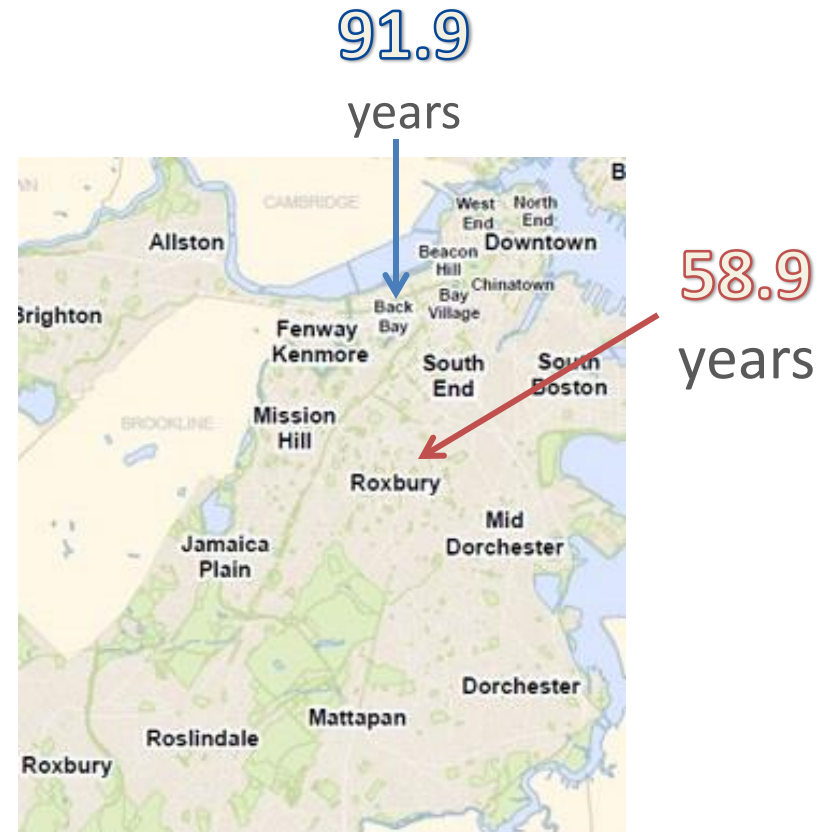 91.9
years
58.9
years
CAMBRIDGE
B
West
End
North
End
Allston
Beacon
Hill
Downtown
Chinatown
Bay
Village
Back
Bay
Brighton
Fenway
Kenmore
South
End
South
Boston
BROOKLINE
Mission
Hill
Roxbury
Mid
Dorchester
Jamaica
Plain
Dorchester
Mattapan
Roslindale
Roxbury